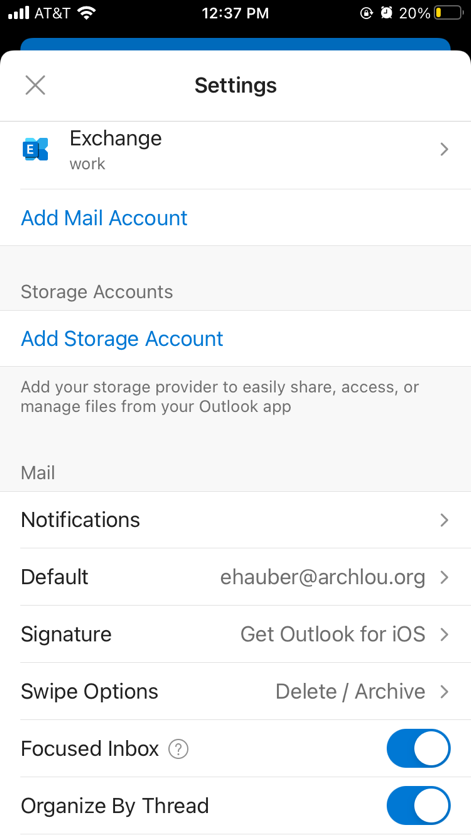 AT&T 12:37 PM 20%
Settings
E Exchange
work
Add Mail Account
Storage Accounts
Add Storage Account
Add your storage provider to easily share, access, or
manage files from your Outlook app
Mail
Notifications
Default ehauber@archlou.org
Signature Get Outlook for iOS
Swipe Options Delete / Archive
Focused Inbox ?
Organize By Thread